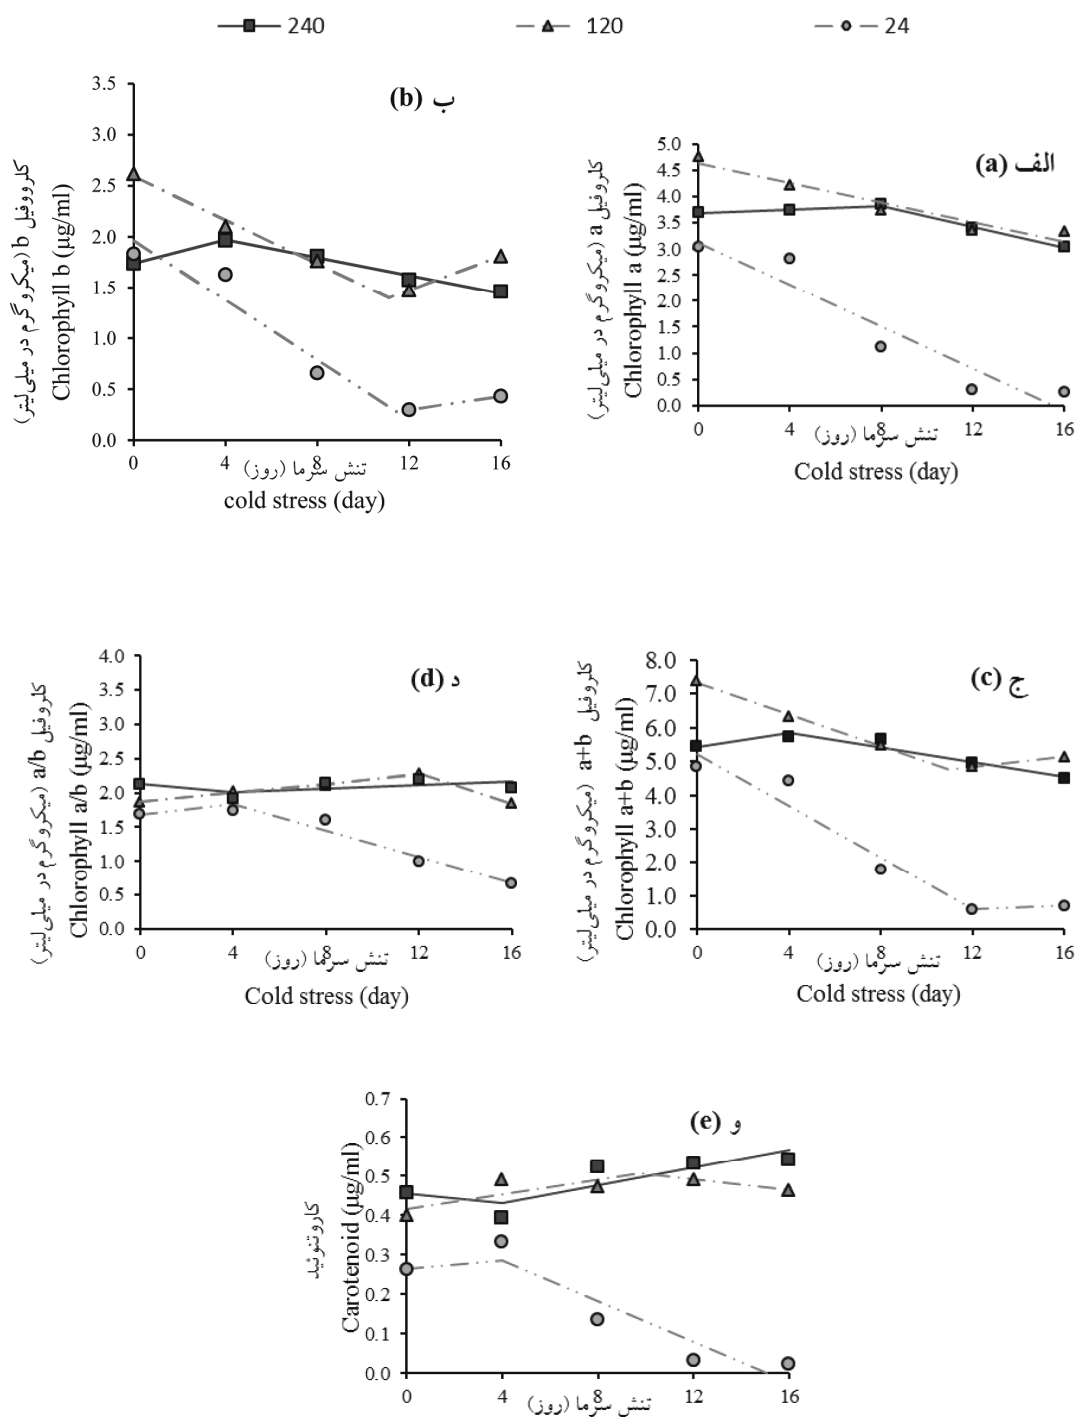 240 120 24
ب (b)
3.5
3.0
2.5
2.0
1.5
1.0
0.5
0.0
کلرووفیل b (میکروگرم در میلی‌لیتر)
Chlorophyll b (µg/ml)
0 4 8 12 16
تنش سرما (روز)
cold stress (day)
الف (a)
5.0
4.5
4.0
3.5
3.0
2.5
2.0
1.5
1.0
0.5
0.0
کلروفیل a (میکروگرم در میلی‌لیتر)
Chlorophyll a (µg/ml)
0 4 8 12 16
تنش سرما (روز)
Cold stress (day)
د (d)
4.0
3.5
3.0
2.5
2.0
1.5
1.0
0.5
0.0
کلروفیل a/b (میکروگرم در میلی‌لیتر)
Chlorophyll a/b (µg/ml)
0 4 8 12 16
تنش سرما (روز)
Cold stress (day)
ج (c)
8.0
7.0
6.0
5.0
4.0
3.0
2.0
1.0
0.0
کلروفیل a+b (میکروگرم در میلی‌لیتر)
Chlorophyll a+b (µg/ml)
0 4 8 12 16
تنش سرما (روز)
Cold stress (day)
و (e)
0.7
0.6
0.5
0.4
0.3
0.2
0.1
0.0
کاروتنوئید
Carotenoid (µg/ml)
0 4 8 12 16
تنش سرما (روز)